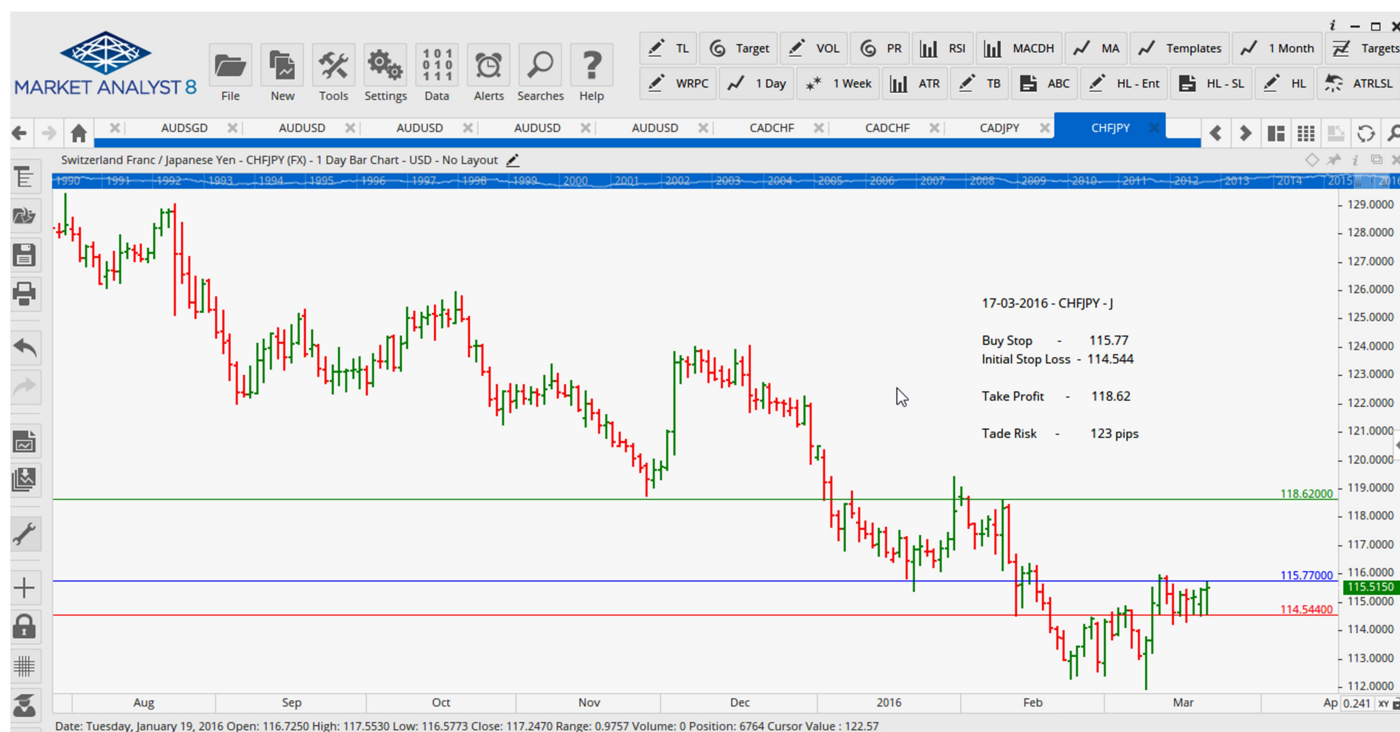 MARKET ANALYST 8
File New Tools Settings Data Alerts Searches Help
101
010
111
TL Target VOL PR RSI MACDH MA Templates 1 Month Targets
WRPC 1 Day 1 Week ATR TB ABC HL - Ent HL - SL HL ATRLSL
AUDSGD AUDUSD AUDUSD AUDUSD AUDUSD CADCHF CADCHF CADJPY CHFJPY
Switzerland Franc / Japanese Yen - CHFJPY (FX) - 1 Day Bar Chart - USD - No Layout
1990 1991 1992 1993 1994 1995 1996 1997 1998 1999 2000 2001 2002 2003 2004 2005 2006 2007 2008 2009 2010 2011 2012 2013 2014 2015 2016
129.0000
128.0000
127.0000
126.0000
125.0000
124.0000
123.0000
122.0000
121.0000
120.0000
119.0000
118.0000
117.0000
116.0000
115.5150
115.0000
114.0000
113.0000
112.0000
17-03-2016 - CHFJPY - J
Buy Stop - 115.77
Initial Stop Loss - 114.544
Take Profit - 118.62
Tade Risk - 123 pips
118.62000
115.77000
114.54400
Aug Sep Oct Nov Dec 2016 Feb Mar Ap 0.241 XY
Date: Tuesday, January 19, 2016 Open: 116.7250 High: 117.5530 Low: 116.5773 Close: 117.2470 Range: 0.9757 Volume: 0 Position: 6764 Cursor Value : 122.57